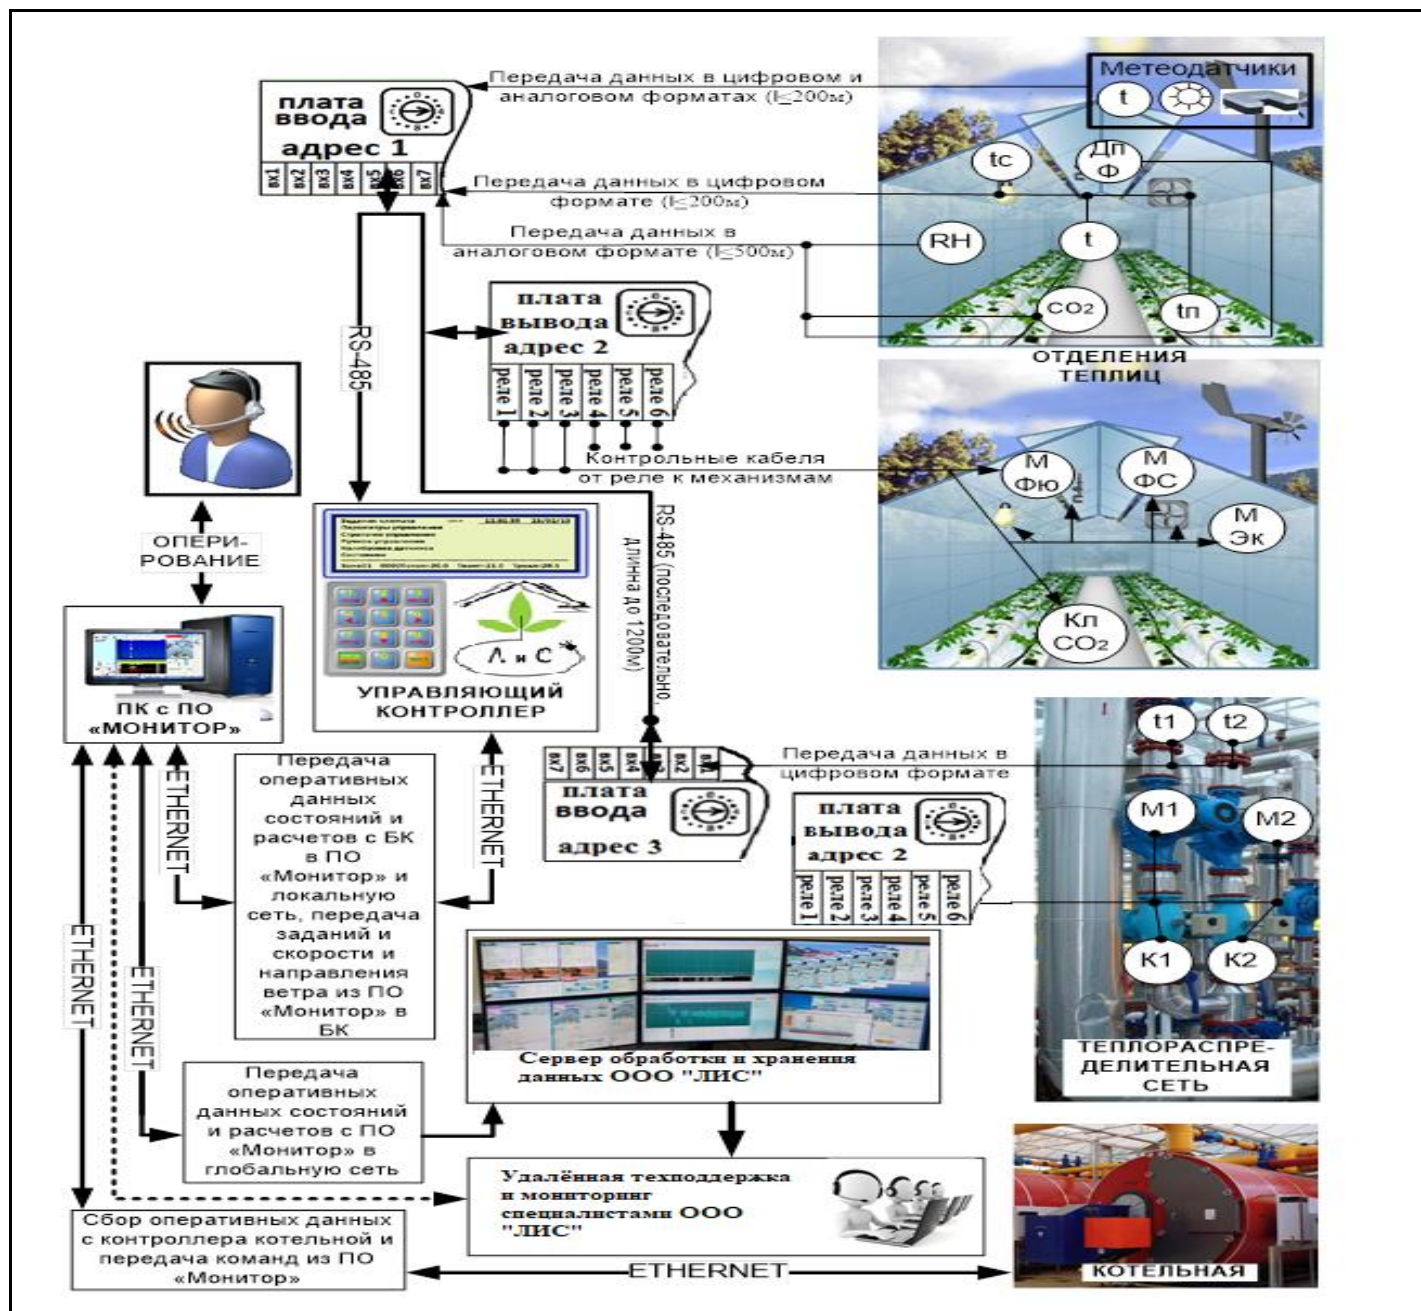 Передача данных в цифровом и
аналоговом форматах (l≤200м)
Метеодатчики
t
плата
ввода
адрес 1
вх1
вх2
вх3
вх4
вх5
вх6
вх7
tс
Дп
Ф
Передача данных в цифровом
формате (l≤200м)
Передача данных в
аналоговом формате (l≤500м)
RH
t
CO2
tп
ОТДЕЛЕНИЯ
ТЕПЛИЦ
RS-485
плата
вывода
адрес 2
реле 1
реле 2
реле 3
реле 4
реле 5
реле 6
Контрольные кабеля
от реле к механизмам
М
Фю
М
ФС
М
Эк
Кл
CO2
ОПЕРИ-
РОВАНИЕ
RS-485 (последовательно,
длинна до 1200м)
Л и С
УПРАВЛЯЮЩИЙ
КОНТРОЛЛЕР
ПК с ПО
«МОНИТОР»
ETHERNET
ETHERNET
ETHERNET
ETHERNET
Передача
оперативных
данных
состояний и
расчетов с БК
в ПО
«Монитор» и
локальную
сеть, передача
заданий и
скорости и
направления
ветра из ПО
«Монитор» в
БК
вх7
вх6
вх5
вх4
вх2
плата
ввода
адрес 3
Передача данных в
цифровом формате
плата
вывода
адрес 2
реле 1
реле 2
реле 3
реле 4
реле 5
реле 6
t1
t2
М1
М2
К1
К2
ТЕПЛОРАСПРЕ-
ДЕЛИТЕЛЬНАЯ
СЕТЬ
Сервер обработки и хранения
данных ООО "ЛИС"
Передача
оперативных
данных состояний
и расчетов с ПО
«Монитор» в
глобальную сеть
Удалённая техподдержка
и мониторинг
специалистами ООО
"ЛИС"
Сбор оперативных данных
с контроллера котельной и
передача команд из ПО
«Монитор»
ETHERNET
КОТЕЛЬНАЯ